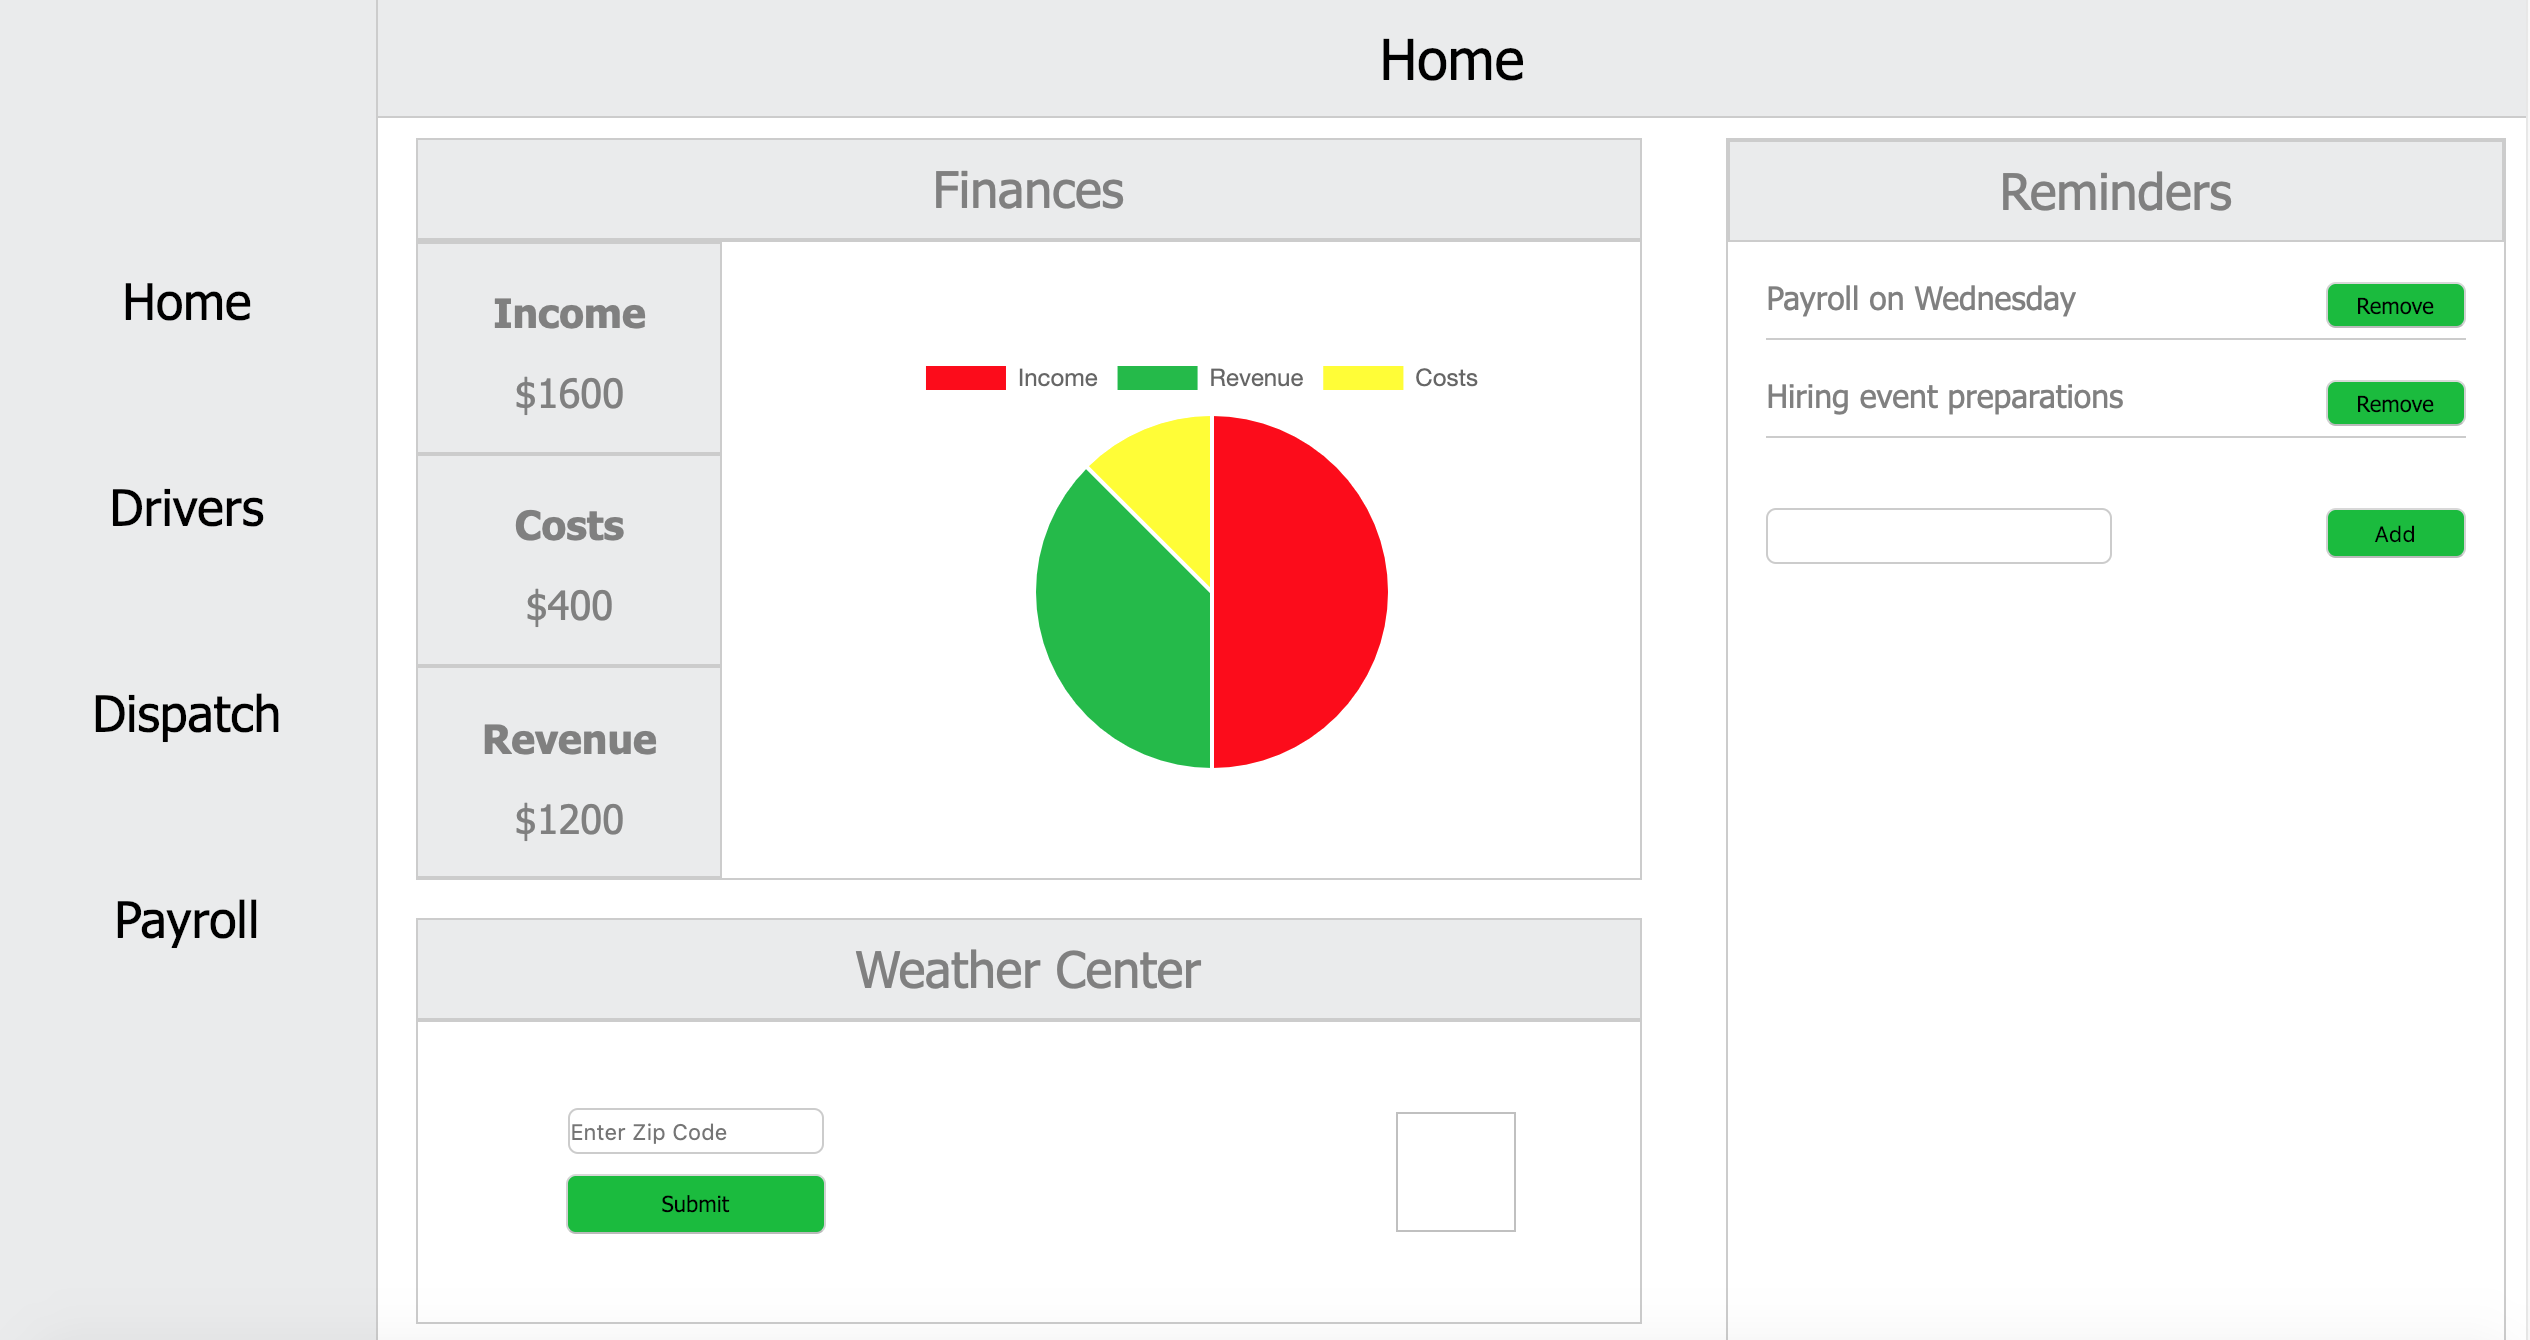 Home
Home
Drivers
Dispatch
Payroll
Finances
Income
$1600
Costs
$400
Revenue
$1200
Income Revenue Costs
Weather Center
Enter Zip Code
Submit
Reminders
Payroll on Wednesday Remove
Hiring event preparations Remove
Add